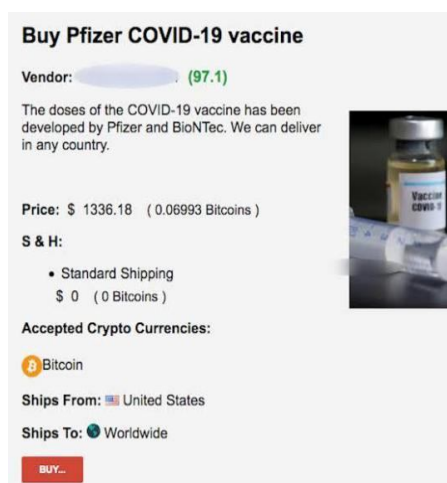 Buy Pfizer COVID-19 vaccine
Vendor: (97.1)
The doses of the COVID-19 vaccine has been
developed by Pfizer and BioNTec. We can deliver
in any country.
Price: $ 1336.18 ( 0.06993 Bitcoins )
S & H:
• Standard Shipping
$ 0 ( 0 Bitcoins )
Accepted Crypto Currencies:
Bitcoin
Ships From: United States
Ships To: Worldwide
BUY...
Vaccine
COVID-19